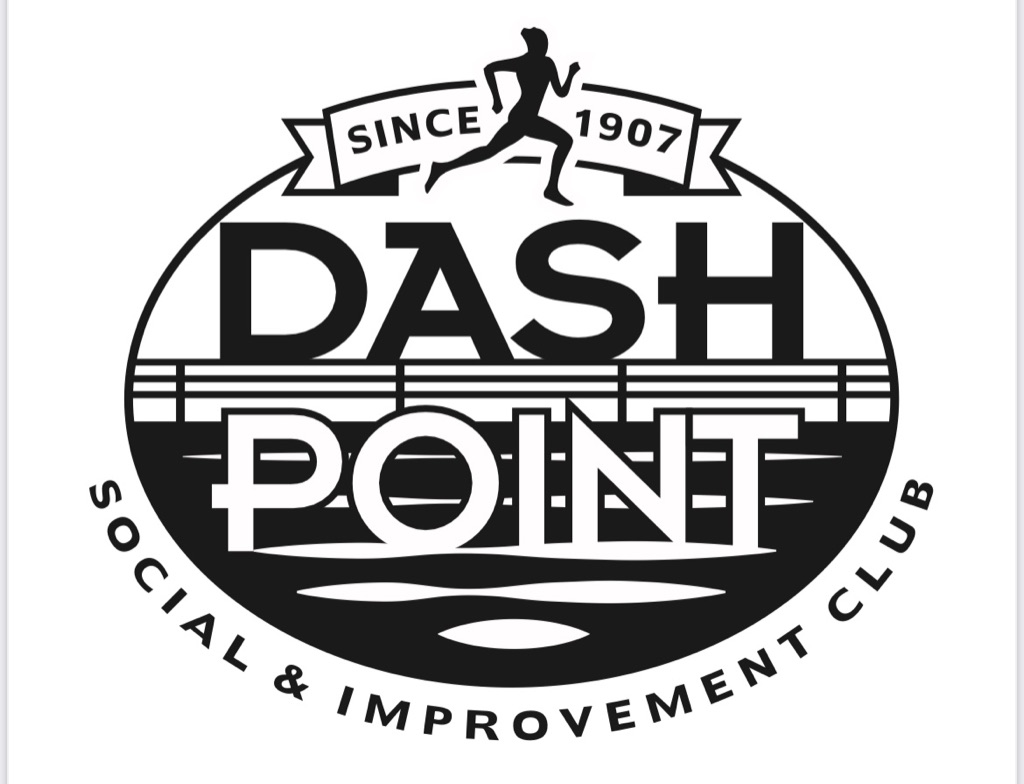 SINCE 1907
DASH
POINT
SOCIAL & IMPROVEMENT CLUB